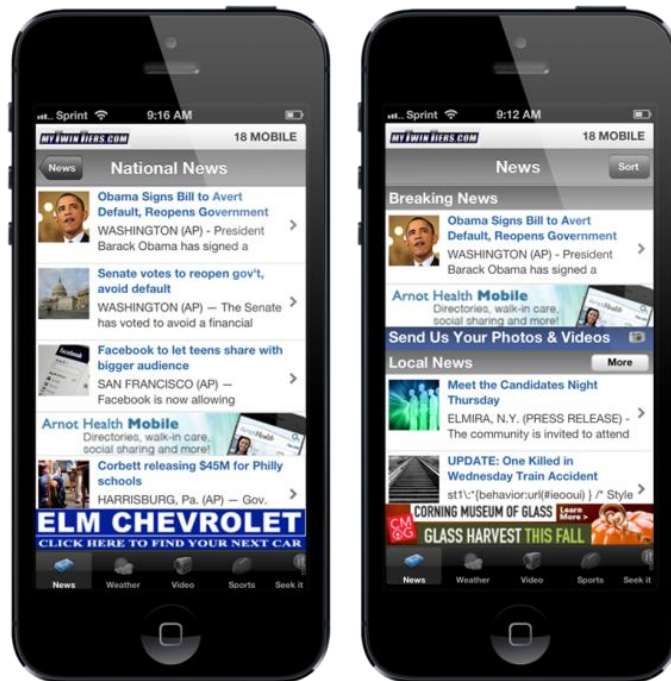 Sprint 9:16 AM
MYTWINTIERS.COM 18 MOBILE
News National News
Obama Signs Bill to Avert
Default, Reopens Government
WASHINGTON (AP) - President
Barack Obama has signed a
Senate votes to reopen gov't,
avoid default
WASHINGTON (AP) — The Senate
has voted to avoid a financial
facebook
Facebook to let teens share with
bigger audience
SAN FRANCISCO (AP) —
Facebook is now allowing
Arnot Health Mobile
Directories, walk-in care,
social sharing and more!
ArnotHealth
Corbett releasing $45M for Philly
schools
HARRISBURG, Pa. (AP) — Gov.
ELM CHEVROLET
CLICK HERE TO FIND YOUR NEXT CAR
News Weather Video Sports Seek it
Sprint 9:12 AM
MYTWINTIERS.COM 18 MOBILE
News Sort
Breaking News
Obama Signs Bill to Avert
Default, Reopens Government
WASHINGTON (AP) - President
Barack Obama has signed a
Arnot Health Mobile
Directories, walk-in care,
social sharing and more!
ArnotHealth
Send Us Your Photos & Videos
Local News More
Meet the Candidates Night
Thursday
ELMIRA, N.Y. (PRESS RELEASE) -
The community is invited to attend
UPDATE: One Killed in
Wednesday Train Accident
st1\:*{behavior:url(#ieooui) } /* Style
CMOG
CORNING MUSEUM OF GLASS Learn More >
GLASS HARVEST THIS FALL
News Weather Video Sports Seek it